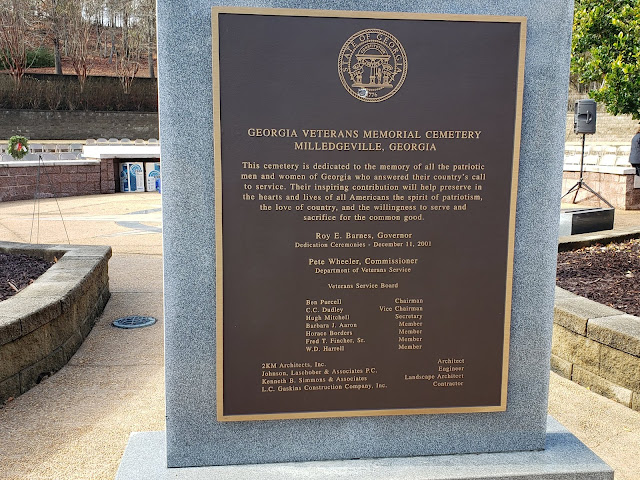 STATE OF GEORGIA
1776
GEORGIA VETERANS MEMORIAL CEMETERY
MILLEDGEVILLE, GEORGIA
This cemetery is dedicated to the memory of all the patriotic
men and women of Georgia who answered their country's call
to service. Their inspiring contribution will help preserve in
the hearts and lives of all Americans the spirit of patriotism,
the love of country, and the willingness to serve and
sacrifice for the common good.
Roy E. Barnes, Governor
Dedication Ceremonies - December 11, 2001
Pete Wheeler, Commissioner
Department of Veterans Service
Veterans Service Board
Ben Purcell Chairman
C.C. Dudley Vice Chairman
Hugh Mitchell Secretary
Barbara J. Aaron Member
Horace Borders Member
Fred T. Fincher, Sr. Member
W.D. Harrell Member
2KM Architects, Inc. Architect
Johnson, Laschober & Associates P.C. Engineer
Kenneth B. Simmons & Associates Landscape Architect
L.C. Gaskins Construction Company, Inc. Contractor